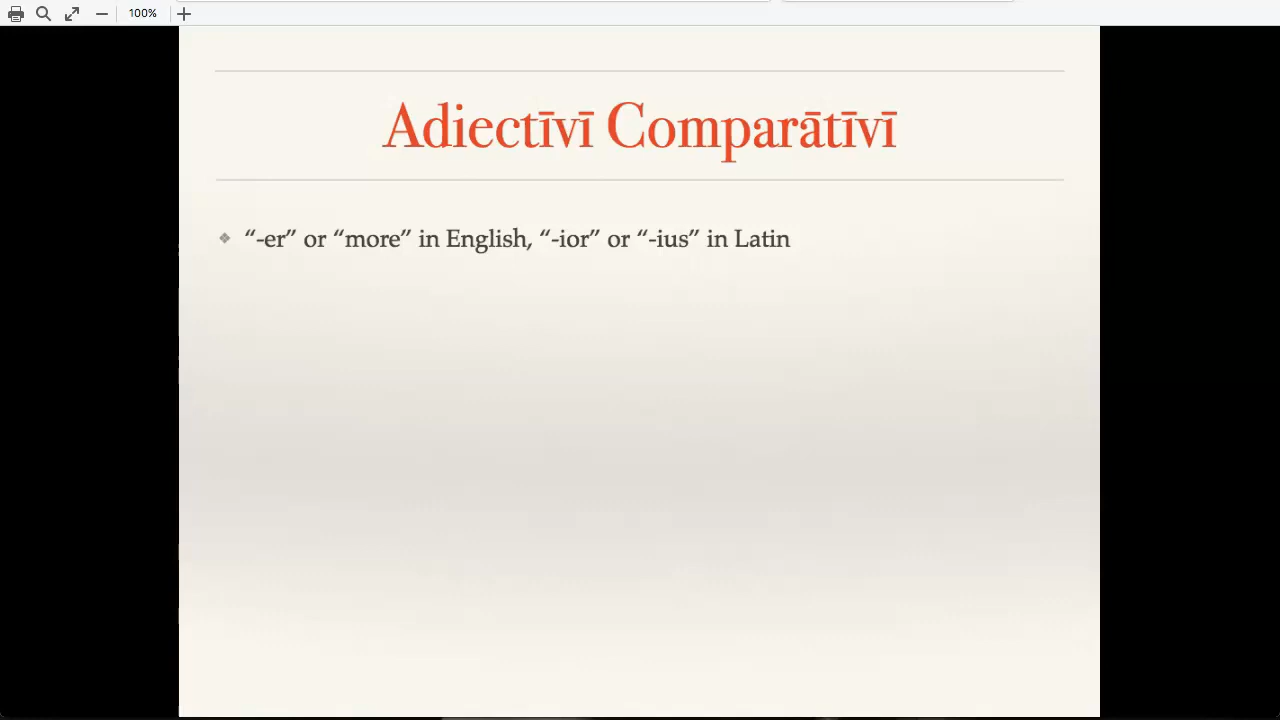 100%
Adiectīvī Comparātīvī
❖ “-er” or “more” in English, “-ior” or “-ius” in Latin